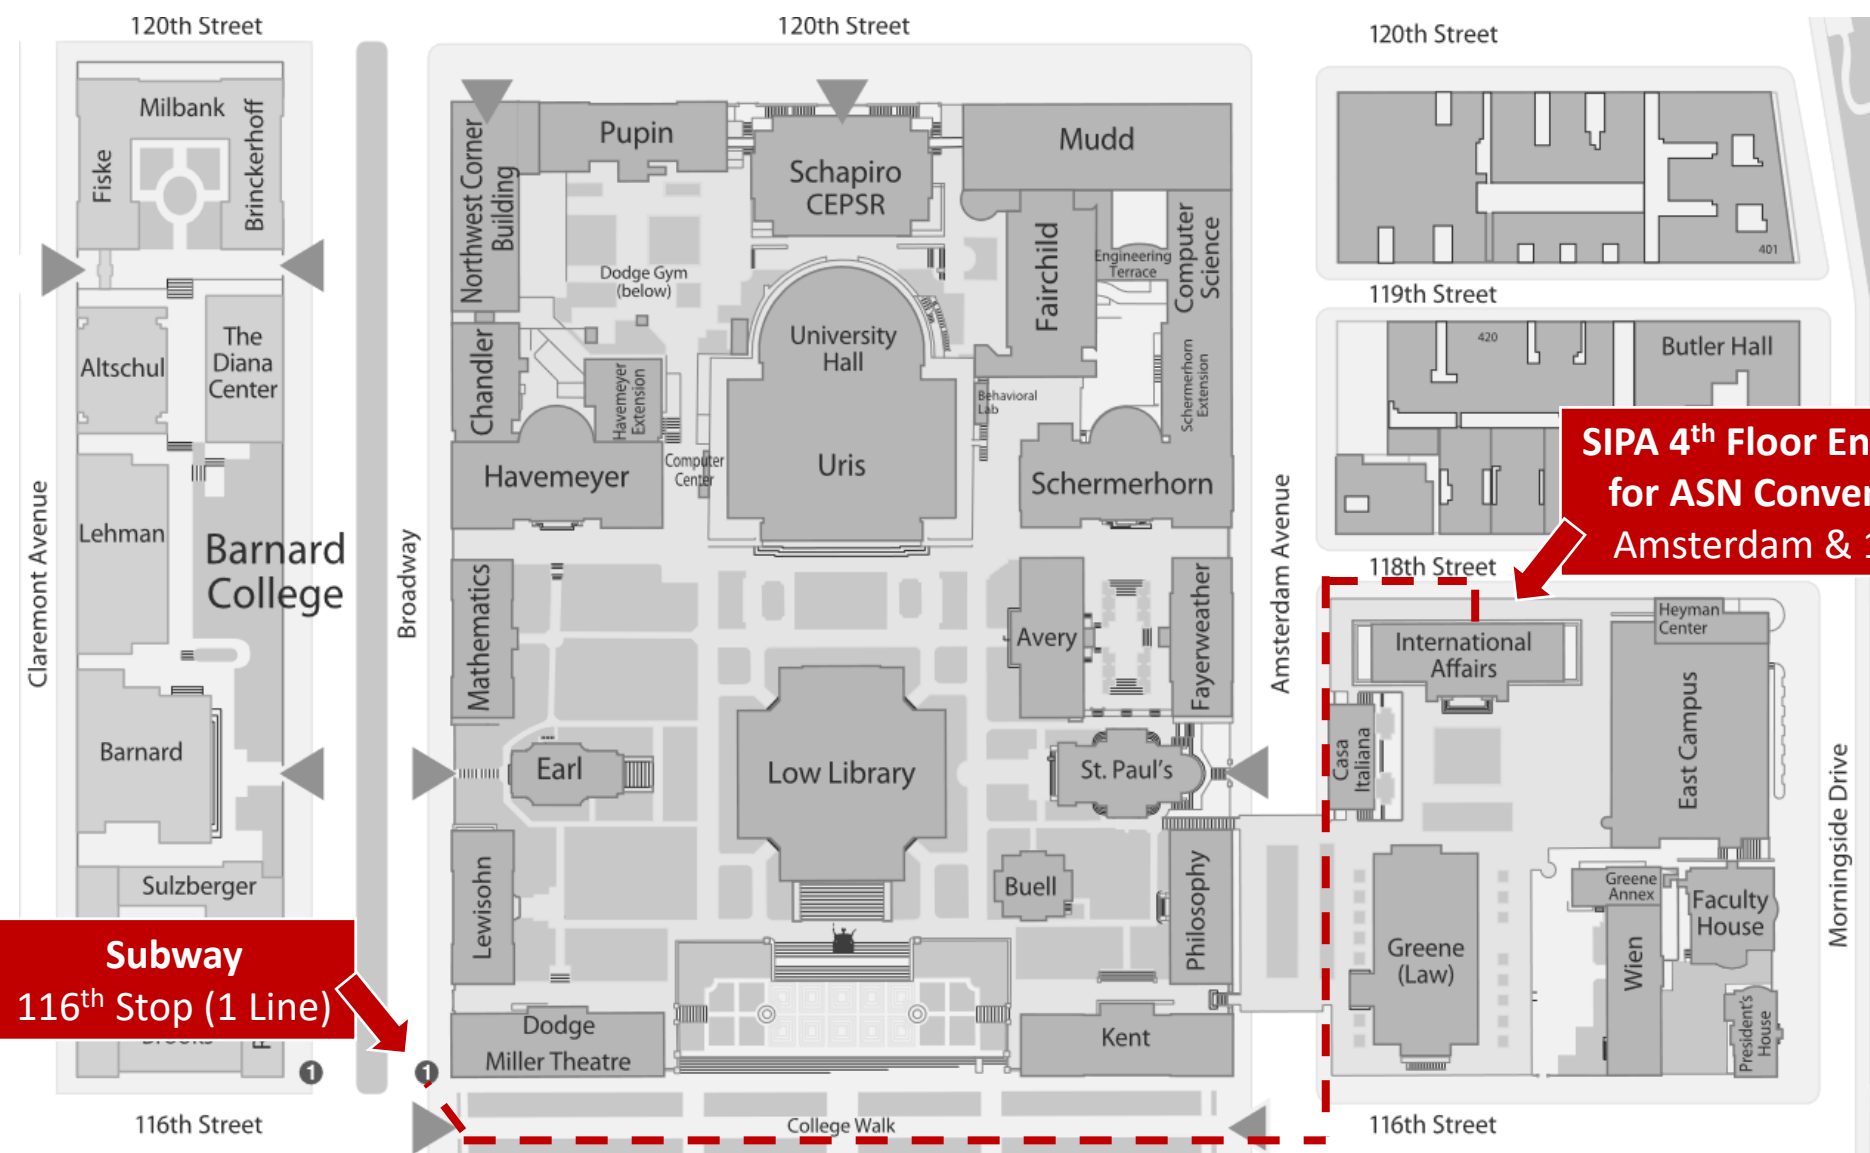 120th Street
120th Street
120th Street
Milbank
Fiske
Brinckerhoff
Altschul
The
Diana
Center
Lehman
Barnard
College
Barnard
Sulzberger
Claremont Avenue
Broadway
Northwest Corner
Building
Pupin
Schapiro
CEPSR
Mudd
Dodge Gym
(below)
Fairchild
Engineering
Terrace
Computer
Science
Chandler
Havemeyer
Extension
University
Hall
Behavioral
Lab
Schermerhorn
Extension
Havemeyer
Computer
Center
Uris
Schermerhorn
Mathematics
Avery
Fayerweather
Earl
Low Library
St. Paul's
Lewisohn
Buell
Philosophy
Dodge
Miller Theatre
Kent
College Walk
Amsterdam Avenue
401
119th Street
420
Butler Hall
SIPA 4th Floor
for ASN
Amsterdam &
118th Street
International
Affairs
Heyman
Center
Casa
Italiana
East Campus
Greene
(Law)
Greene
Annex
Wien
Faculty
House
President's
House
Morningside Drive
Subway
116th Stop (1 Line)
1
1
116th Street
116th Street